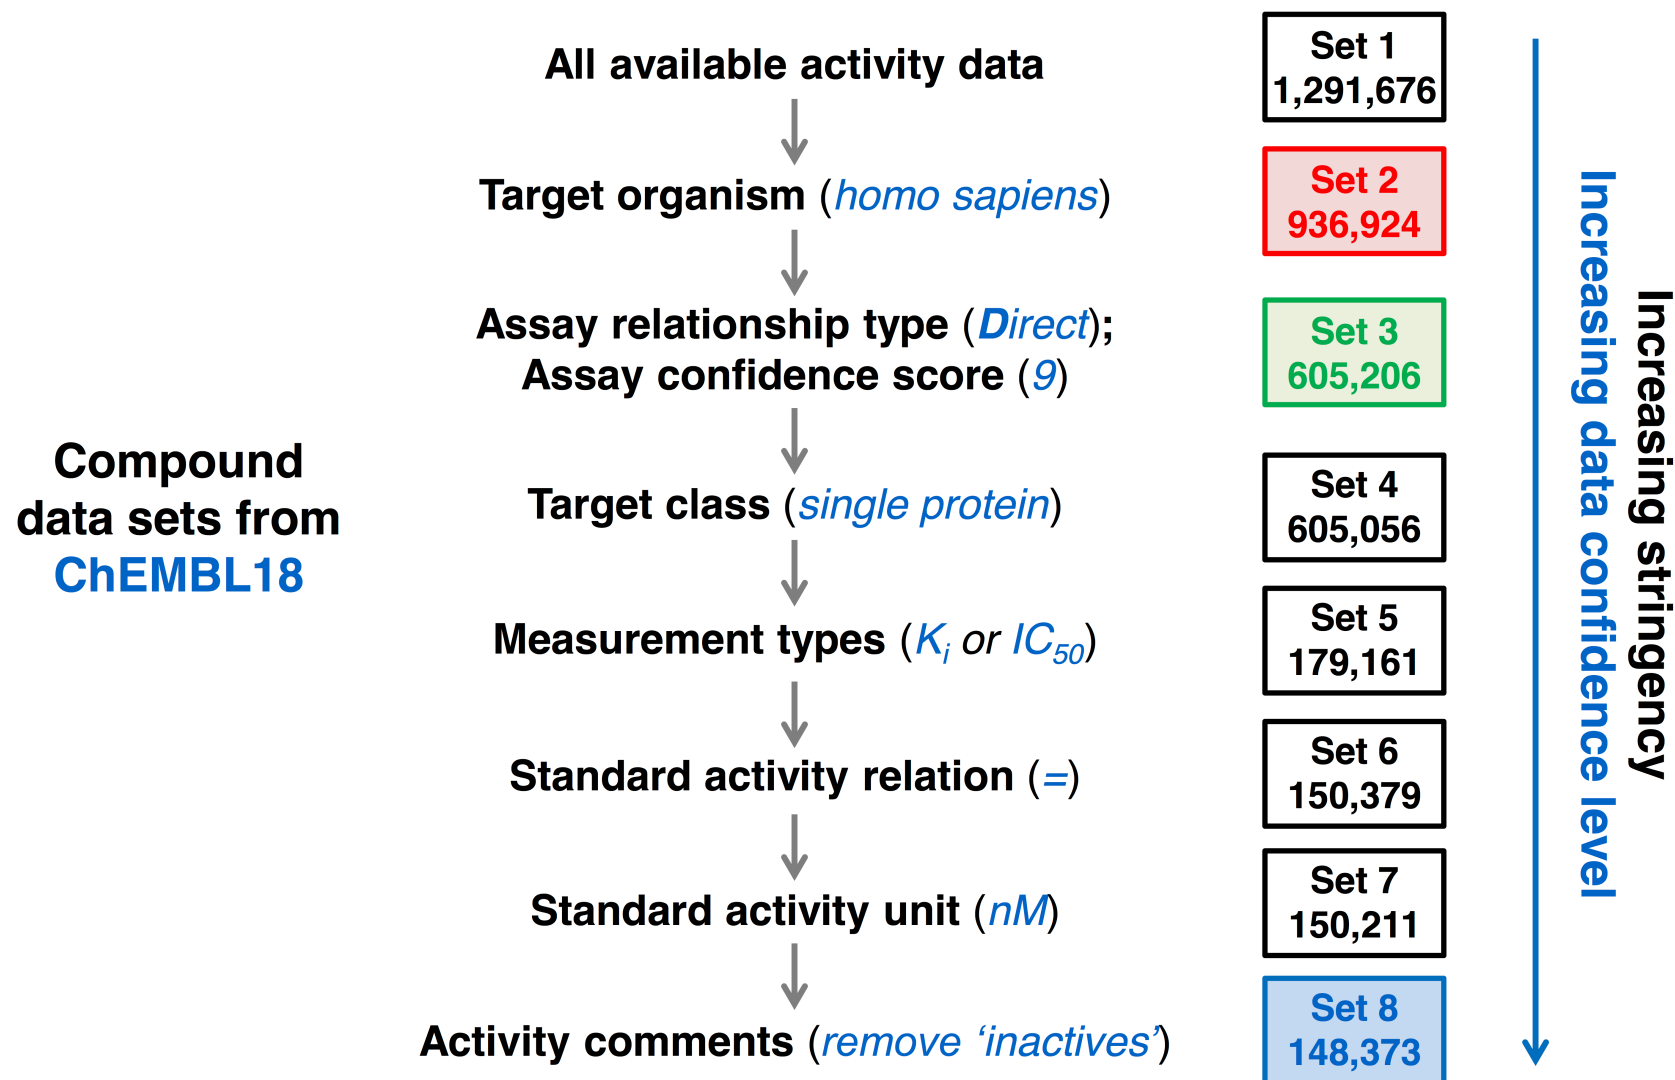 All available activity data
Set 1
1,291,676
Target organism (homo sapiens)
Set 2
936,924
Assay relationship type (Direct);
Assay confidence score (9)
Set 3
605,206
Compound
data sets from
ChEMBL18
Target class (single protein)
Set 4
605,056
Measurement types (Ki or IC50)
Set 5
179,161
Standard activity relation (=)
Set 6
150,379
Standard activity unit (nM)
Set 7
150,211
Activity comments (remove ‘inactives’)
Set 8
148,373
Increasing data confidence level
Increasing stringency